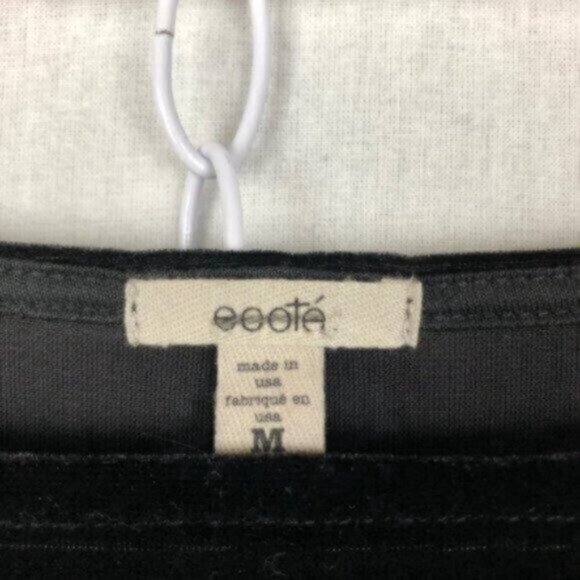 ecoté
made in
usa
fabriqué en
usa
M